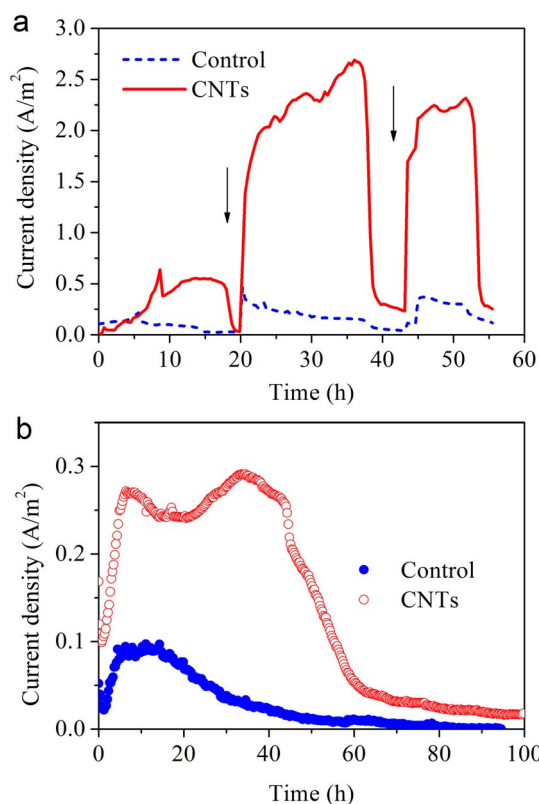 a
Current density (A/m²)
3.0
2.5
2.0
1.5
1.0
0.5
0.0
Control
CNTs
0 10 20 30 40 50 60
Time (h)
b
Current density (A/m²)
0.3
0.2
0.1
0.0
Control
CNTs
0 20 40 60 80 100
Time (h)